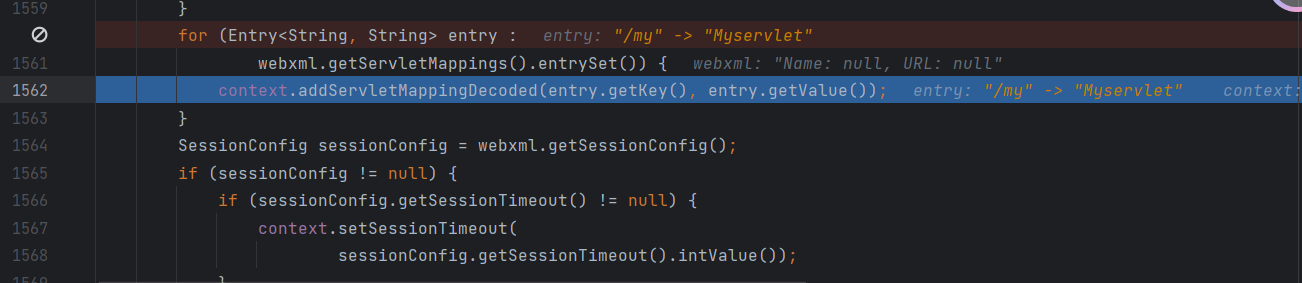 1559 }
for (Entry<String, String> entry : entry: "/my" -> "Myservlet"
1561 webxml.getServletMappings().entrySet()) { webxml: "Name: null, URL: null"
1562 context.addServletMappingDecoded(entry.getKey(), entry.getValue()); entry: "/my" -> "Myservlet" context:
1563 }
1564 SessionConfig sessionConfig = webxml.getSessionConfig();
1565 if (sessionConfig != null) {
1566 if (sessionConfig.getSessionTimeout() != null) {
1567 context.setSessionTimeout(
1568 sessionConfig.getSessionTimeout().intValue());
1569 }